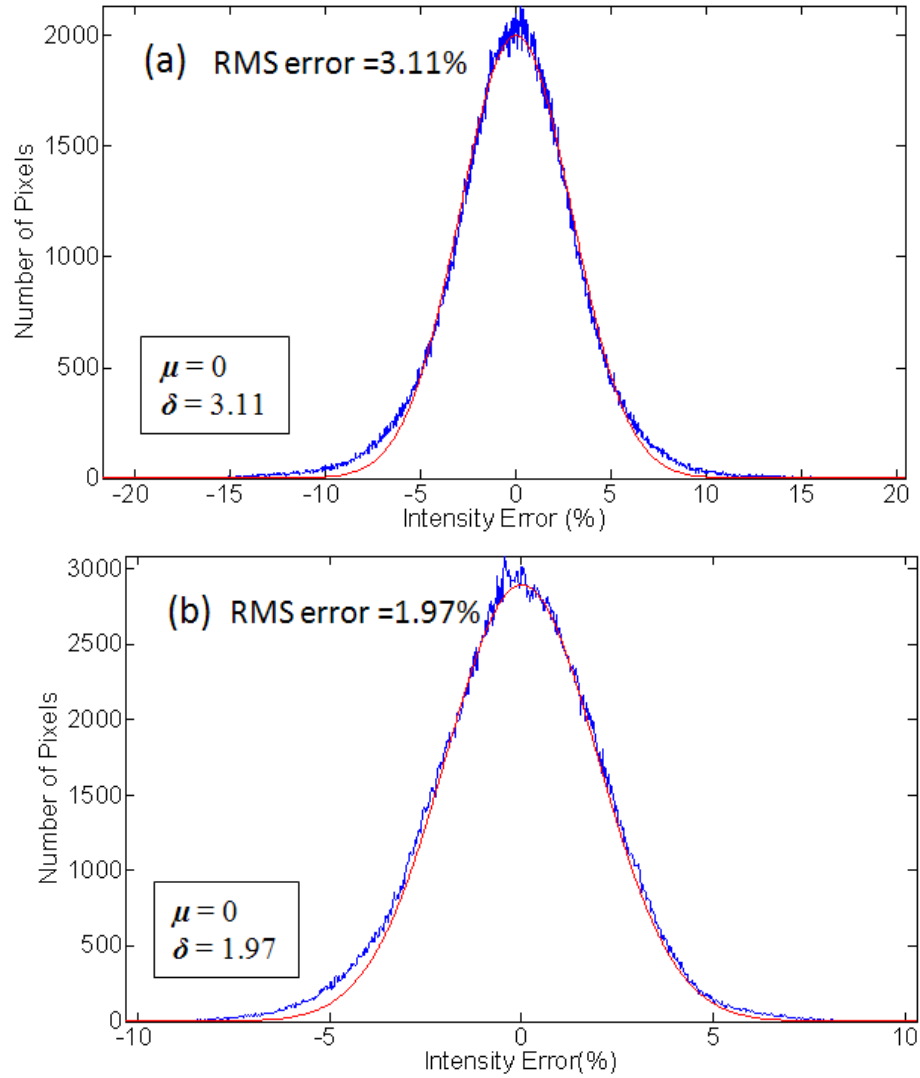 (a) RMS error =3.11%
Number of Pixels
2000
1500
1000
500
0
μ = 0
δ = 3.11
-20 -15 -10 -5 0 5 10 15 20
Intensity Error (%)
(b) RMS error =1.97%
Number of Pixels
3000
2500
2000
1500
1000
500
0
μ = 0
δ = 1.97
-10 -5 0 5 10
Intensity Error(%)